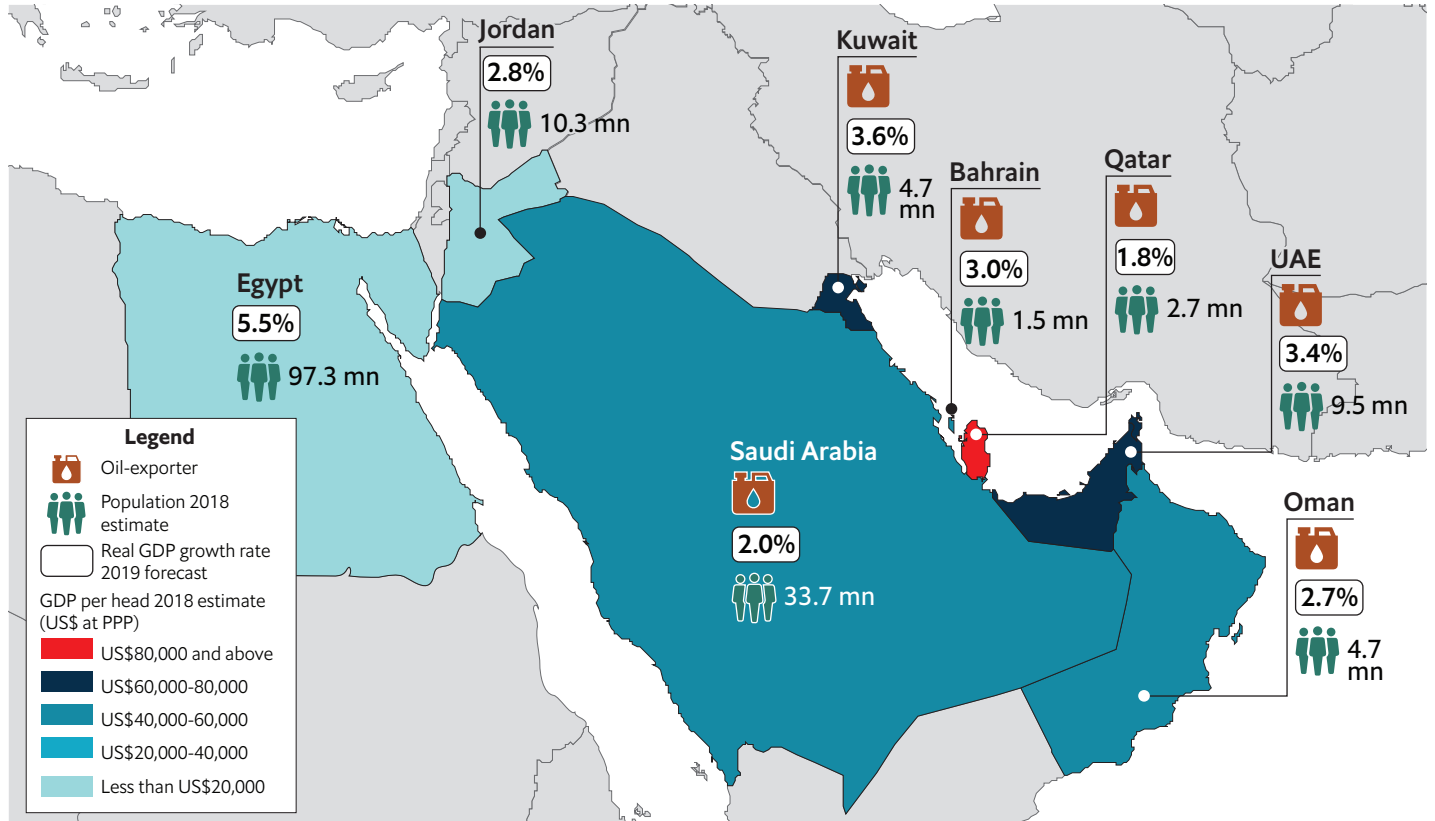 Jordan
2.8%
10.3 mn
Kuwait
3.6%
4.7
mn
Bahrain
3.0%
1.5 mn
Qatar
1.8%
2.7 mn
UAE
3.4%
9.5 mn
Egypt
5.5%
97.3 mn
Saudi Arabia
2.0%
33.7 mn
Oman
2.7%
4.7
mn
Legend
Oil-exporter
Population 2018
estimate
Real GDP growth rate
2019 forecast
GDP per head 2018 estimate
(US$ at PPP)
US$80,000 and above
US$60,000-80,000
US$40,000-60,000
US$20,000-40,000
Less than US$20,000